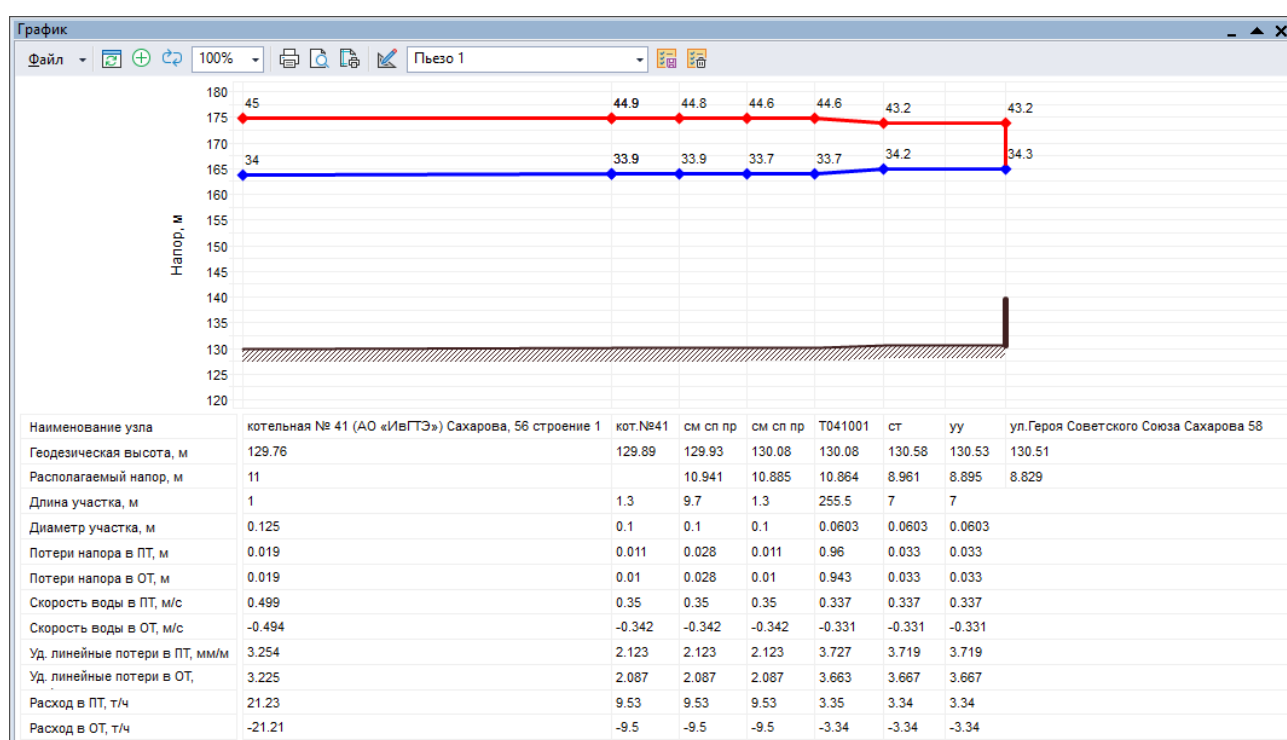 График
Файл 100% Пьезо 1
180
175
170
165
160
155
150
145
140
135
130
125
120
Напор, м
45 44.9 44.8 44.6 44.6 43.2 43.2
34 33.9 33.9 33.7 33.7 34.2 34.3
Наименование узла котельная № 41 (АО «ИвГТЭ») Сахарова, 56 строение 1 кот.№41 см сп пр см сп пр Т041001 ст уу ул.Героя Советского Союза Сахарова 58
Геодезическая высота, м 129.76 129.89 129.93 130.08 130.08 130.58 130.53 130.51
Располагаемый напор, м 11 10.941 10.885 10.864 8.961 8.895 8.829
Длина участка, м 1 1.3 9.7 1.3 255.5 7 7
Диаметр участка, м 0.125 0.1 0.1 0.1 0.0603 0.0603 0.0603
Потери напора в ПТ, м 0.019 0.011 0.028 0.011 0.96 0.033 0.033
Потери напора в ОТ, м 0.019 0.01 0.028 0.01 0.943 0.033 0.033
Скорость воды в ПТ, м/с 0.499 0.35 0.35 0.35 0.337 0.337 0.337
Скорость воды в ОТ, м/с -0.494 -0.342 -0.342 -0.342 -0.331 -0.331 -0.331
Уд. линейные потери в ПТ, мм/м 3.254 2.123 2.123 2.123 3.727 3.719 3.719
Уд. линейные потери в ОТ, 3.225 2.087 2.087 2.087 3.663 3.667 3.667
Расход в ПТ, т/ч 21.23 9.53 9.53 9.53 3.35 3.34 3.34
Расход в ОТ, т/ч -21.21 -9.5 -9.5 -9.5 -3.34 -3.34 -3.34